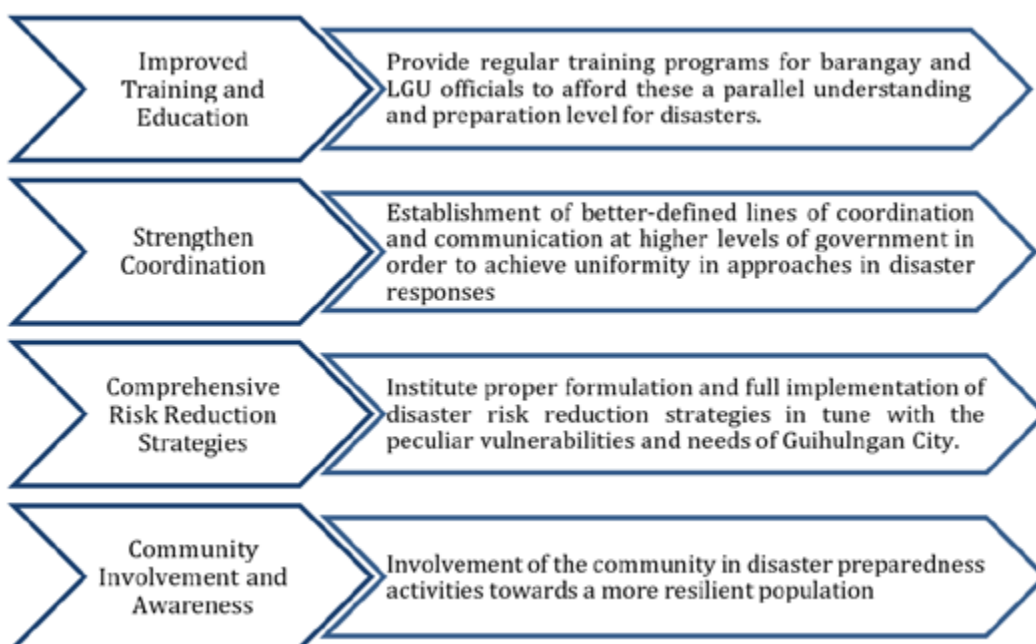 Improved
Training and
Education
Provide regular training programs for barangay and
LGU officials to afford these a parallel understanding
and preparation level for disasters.
Strengthen
Coordination
Establishment of better-defined lines of coordination
and communication at higher levels of government in
order to achieve uniformity in approaches in disaster
responses
Comprehensive
Risk Reduction
Strategies
Institute proper formulation and full implementation of
disaster risk reduction strategies in tune with the
peculiar vulnerabilities and needs of Guihulngan City.
Community
Involvement and
Awareness
Involvement of the community in disaster preparedness
activities towards a more resilient population